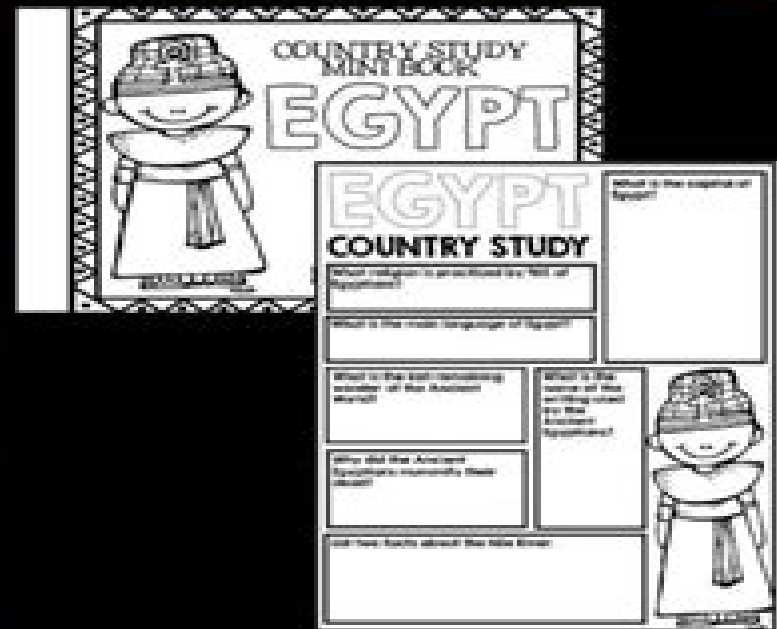 COUNTRY STUDY
MINI BOOK
EGYPT
EGYPT
COUNTRY STUDY
What is the capital of
Egypt?
What religion is practiced by 90% of
Egyptians?
What is the main language of Egypt?
What is the last remaining
wonder of the Ancient
World?
What is the
name of the
writing used
by the
Ancient
Egyptians?
Why did the Ancient
Egyptians mummify their
dead?
List two facts about the Nile River.